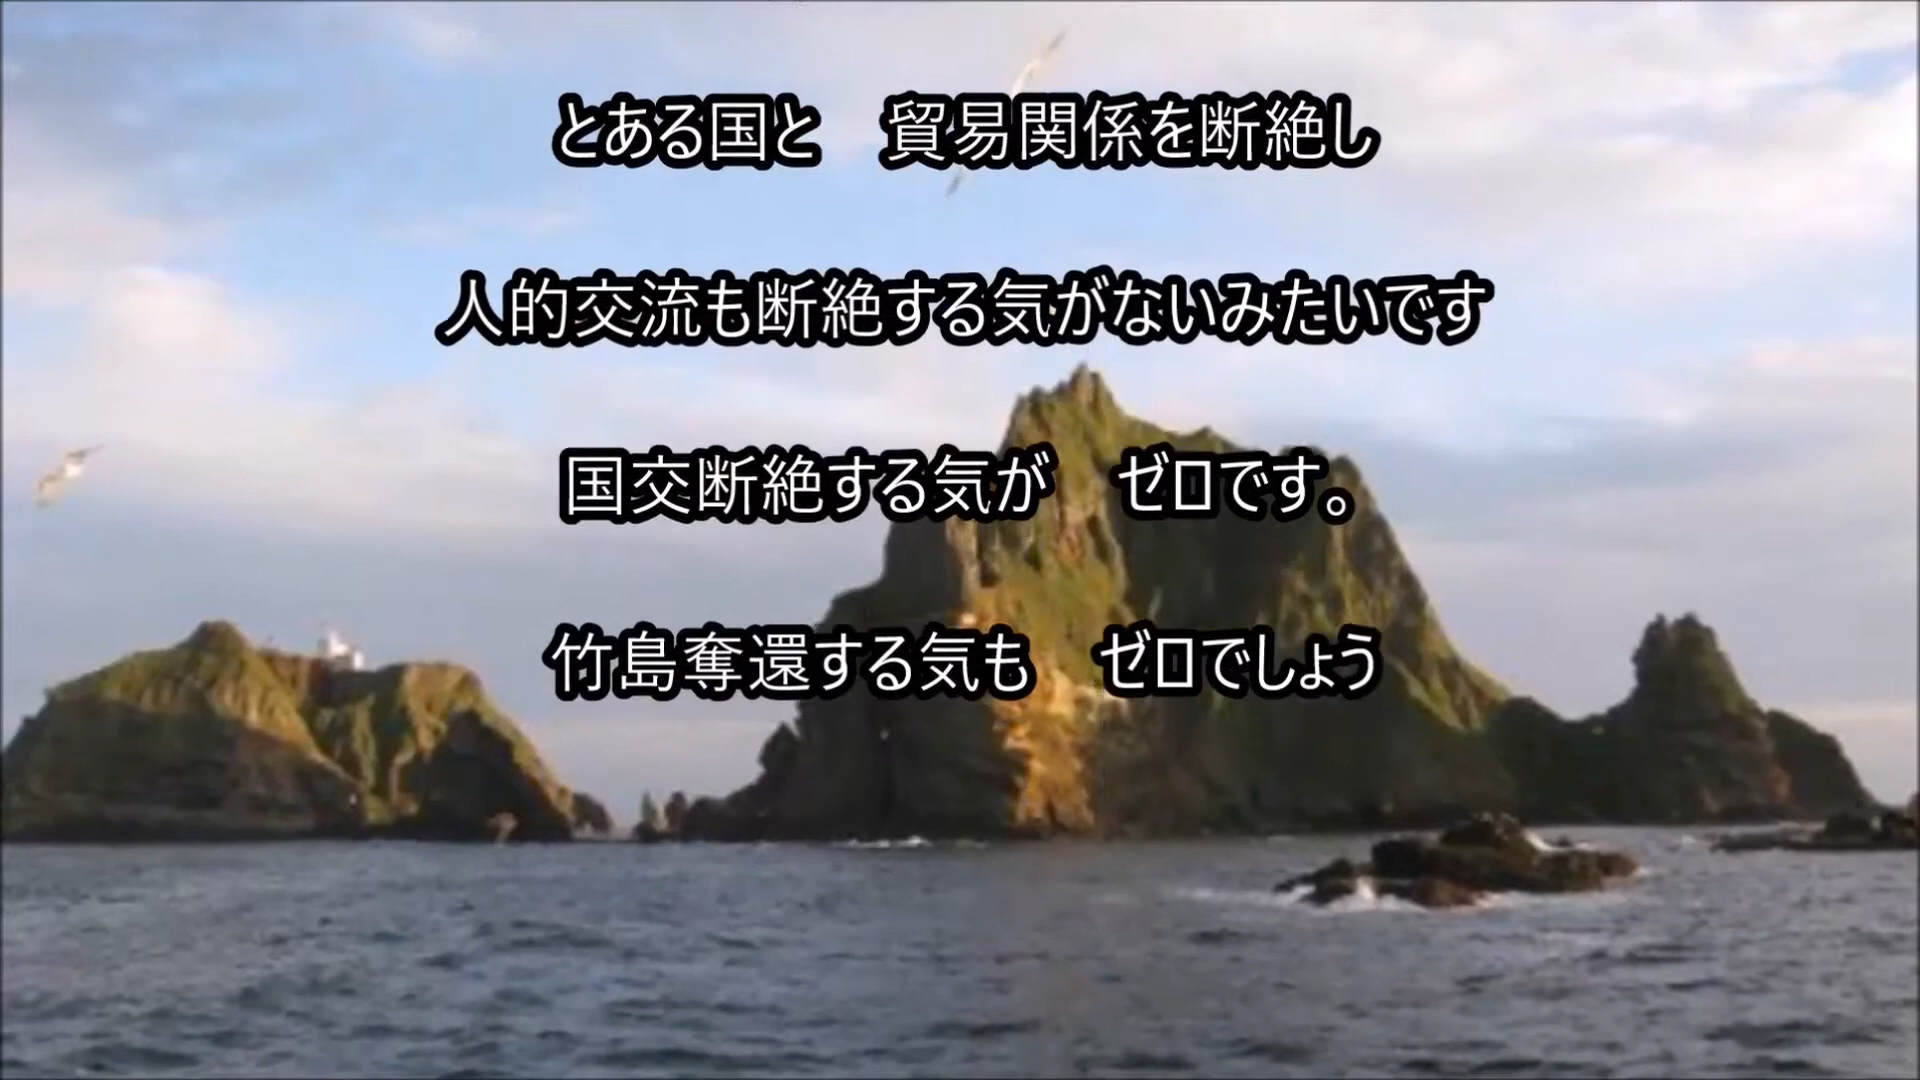 とある国と　貿易関係を断絶し
人的交流も断絶する気がないみたいです
国交断絶する気が　ゼロです。
竹島奪還する気も　ゼロでしょう